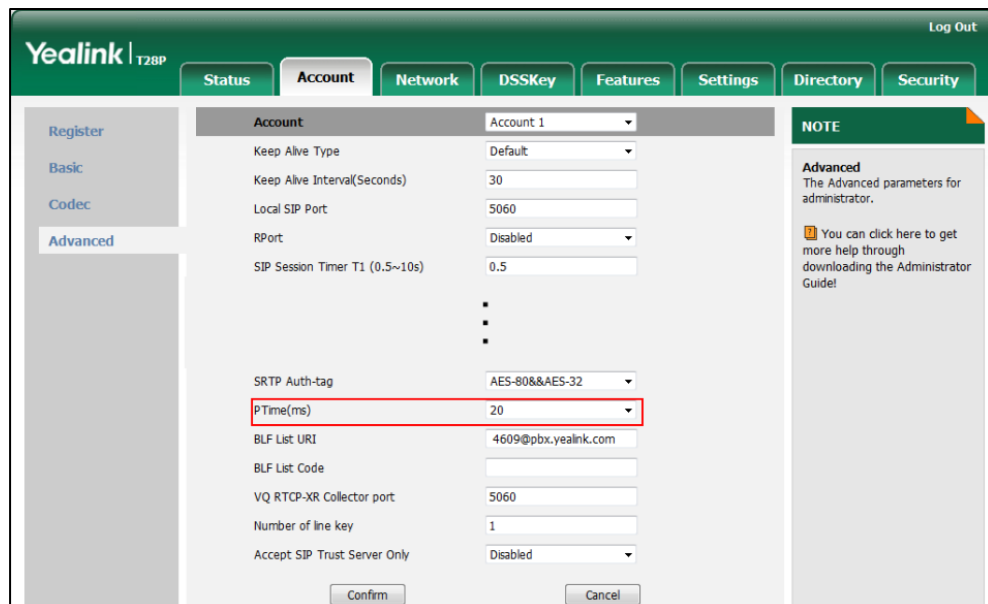 Log Out
Yealink T28P
Status Account Network DSSKey Features Settings Directory Security
Register
Basic
Codec
Advanced
Account Account 1
Keep Alive Type Default
Keep Alive Interval(Seconds) 30
Local SIP Port 5060
RPort Disabled
SIP Session Timer T1 (0.5~10s) 0.5
SRTP Auth-tag AES-80&&AES-32
PTime(ms) 20
BLF List URI 4609@pbx.yealink.com
BLF List Code
VQ RTCP-XR Collector port 5060
Number of line key 1
Accept SIP Trust Server Only Disabled
Confirm Cancel
NOTE
Advanced
The Advanced parameters for
administrator.
You can click here to get
more help through
downloading the Administrator
Guide!